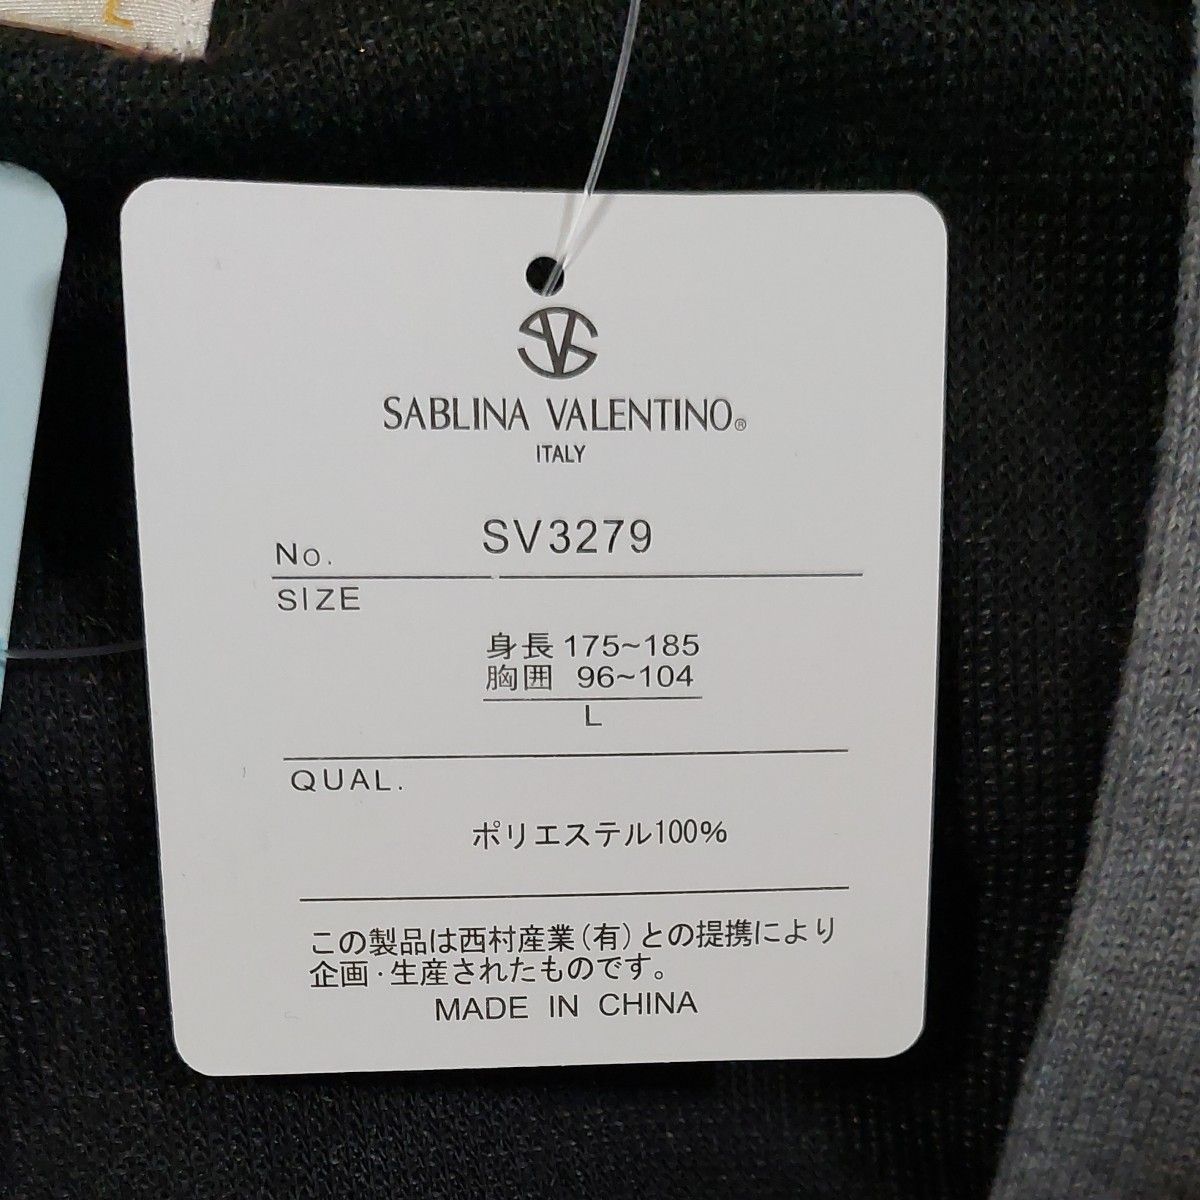 L
SV
SABLINA VALENTINO®
ITALY
No. SV3279
SIZE
身長 175~185
胸囲 96~104
L
QUAL.
ポリエステル100%
この製品は西村産業(有)との提携により
企画・生産されたものです。
MADE IN CHINA